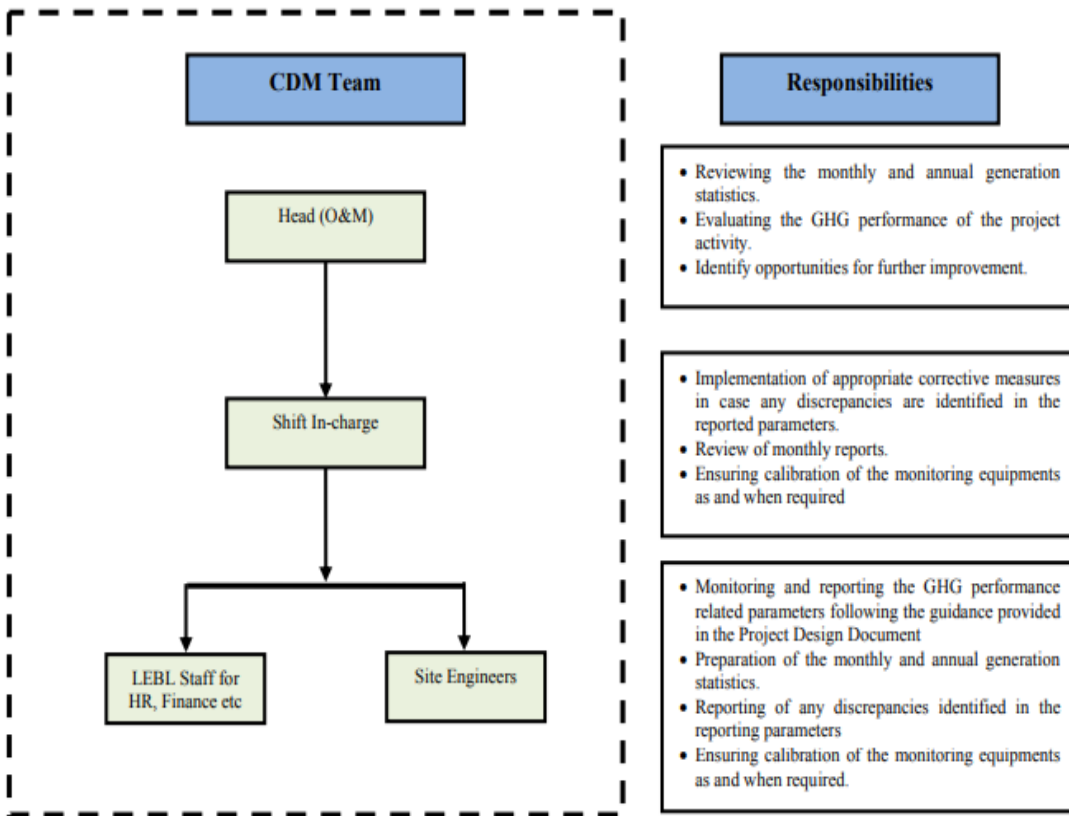 CDM Team
Head (O&M)
Shift In-charge
LEBL Staff for
HR, Finance etc
Site Engineers
Responsibilities
• Reviewing the monthly and annual generation
statistics.
• Evaluating the GHG performance of the project
activity.
• Identify opportunities for further improvement.
• Implementation of appropriate corrective measures
in case any discrepancies are identified in the
reported parameters.
• Review of monthly reports.
• Ensuring calibration of the monitoring equipments
as and when required
• Monitoring and reporting the GHG performance
related parameters following the guidance provided
in the Project Design Document
• Preparation of the monthly and annual generation
statistics.
• Reporting of any discrepancies identified in the
reporting parameters
• Ensuring calibration of the monitoring equipments
as and when required.